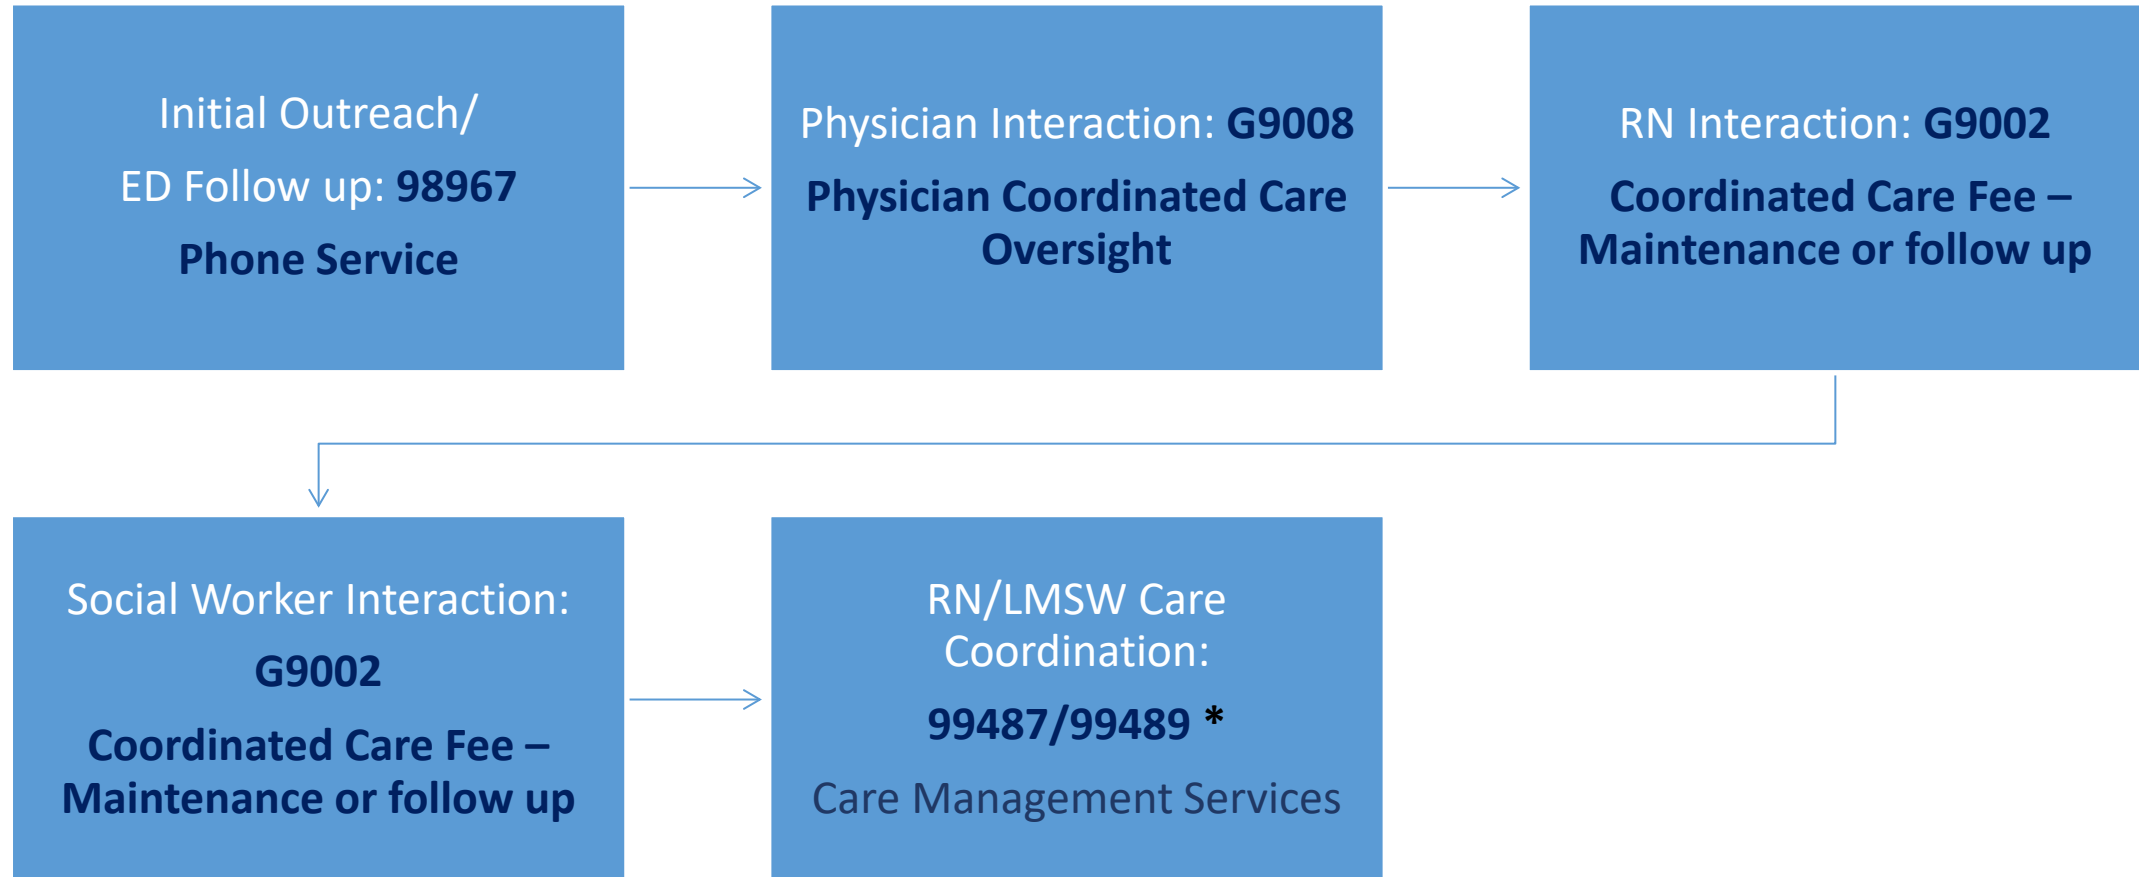 Initial Outreach/
ED Follow up: 98967
Phone Service
Physician Interaction: G9008
Physician Coordinated Care
Oversight
RN Interaction: G9002
Coordinated Care Fee –
Maintenance or follow up
Social Worker Interaction:
G9002
Coordinated Care Fee –
Maintenance or follow up
RN/LMSW Care
Coordination:
99487/99489 *
Care Management Services